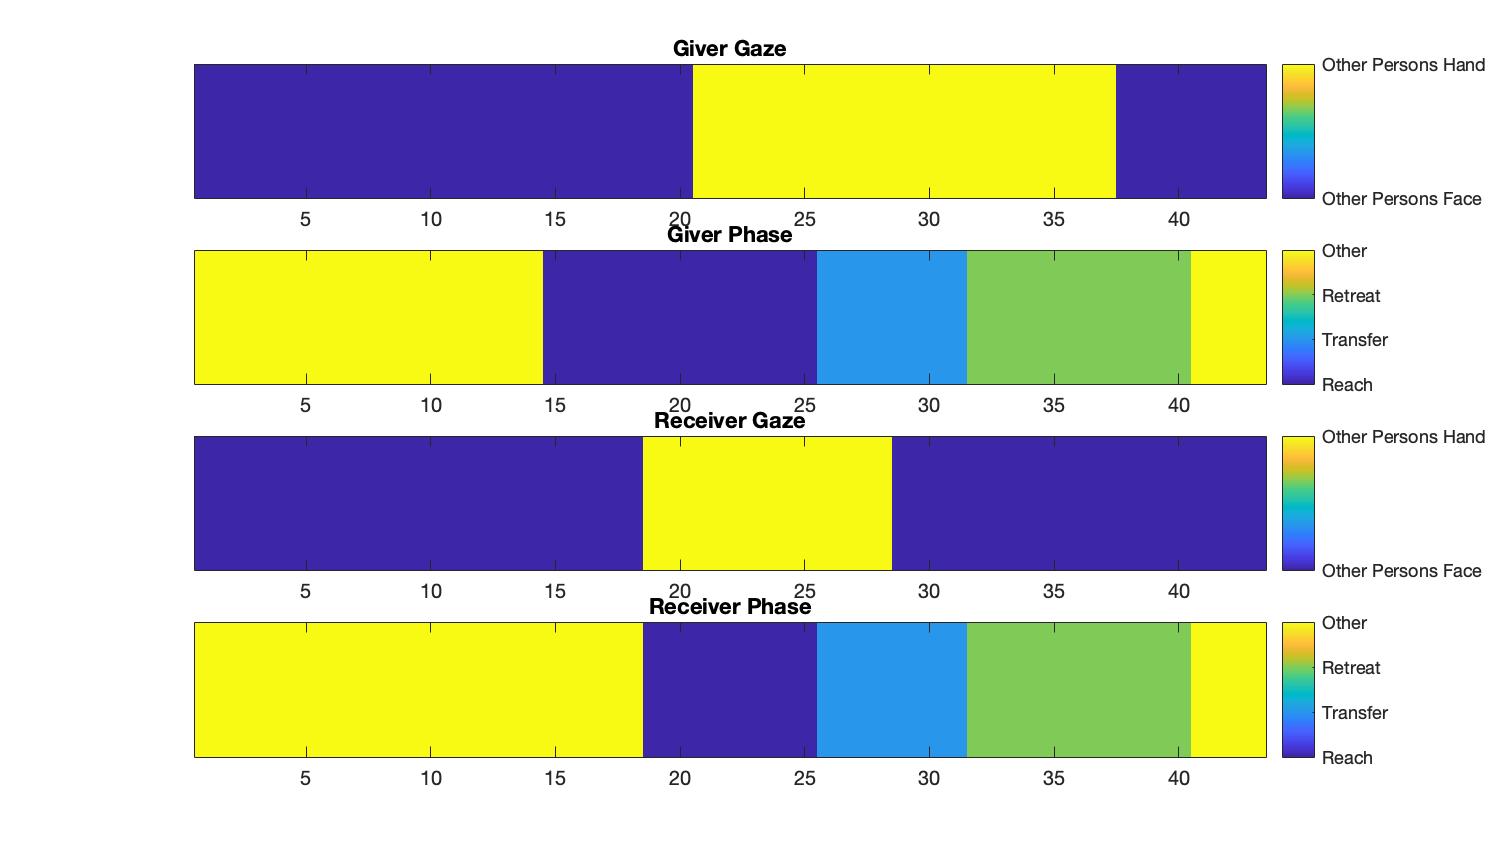 Giver Gaze
Other Persons Hand
Other Persons Face
5 10 15 20 25 30 35 40
Giver Phase
Other
Retreat
Transfer
Reach
5 10 15 20 25 30 35 40
Receiver Gaze
Other Persons Hand
Other Persons Face
5 10 15 20 25 30 35 40
Receiver Phase
Other
Retreat
Transfer
Reach
5 10 15 20 25 30 35 40